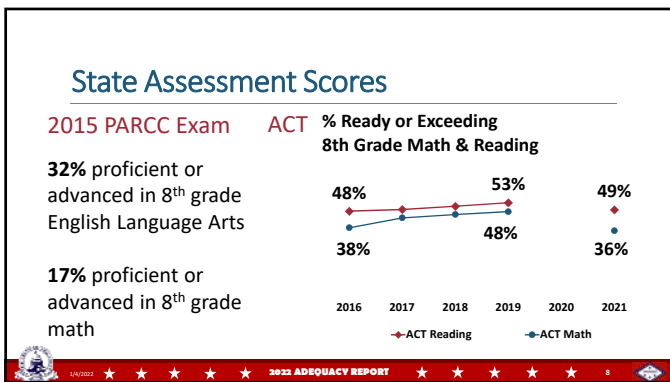 State Assessment Scores
2015 PARCC Exam
32% proficient or
advanced in 8th grade
English Language Arts
17% proficient or
advanced in 8th grade
math
ACT
% Ready or Exceeding
8th Grade Math & Reading
48%
53%
49%
38%
48%
36%
2016 2017 2018 2019 2020 2021
ACT Reading ACT Math
1/4/2022 2022 ADEQUACY REPORT 8